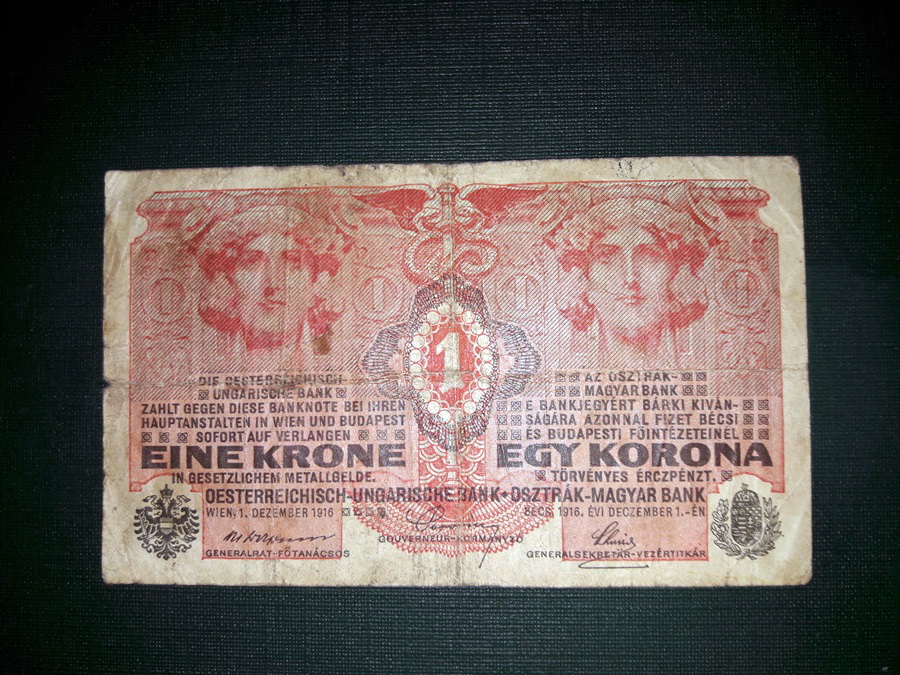 1
DIE OESTERREICHISCH-
UNGARISCHE BANK
ZAHLT GEGEN DIESE BANKNOTE BEI IHREN
HAUPTANSTALTEN IN WIEN UND BUDAPEST
SOFORT AUF VERLANGEN
EINE KRONE
IN GESETZLICHEM METALLGELDE.
AZ OSZTRÁK-
MAGYAR BANK
E BANKJEGYÉRT BÁRKI KIVÁN-
SÁGÁRA AZONNAL FIZET BÉCSI
ÉS BUDAPESTI FŐINTÉZETEINÉL
EGY KORONA
TÖRVÉNYES ÉRCZPÉNZT.
OESTERREICHISCH-UNGARISCHE BANK · OSZTRÁK-MAGYAR BANK
WIEN, 1. DEZEMBER 1916
BÉCS, 1916. ÉVI DECZEMBER 1.-ÉN
GENERALRAT-FŐTANÁCSOS
GOUVERNEUR-KORMÁNYZÓ
GENERALSEKRETÄR-VEZÉRTITKÁR